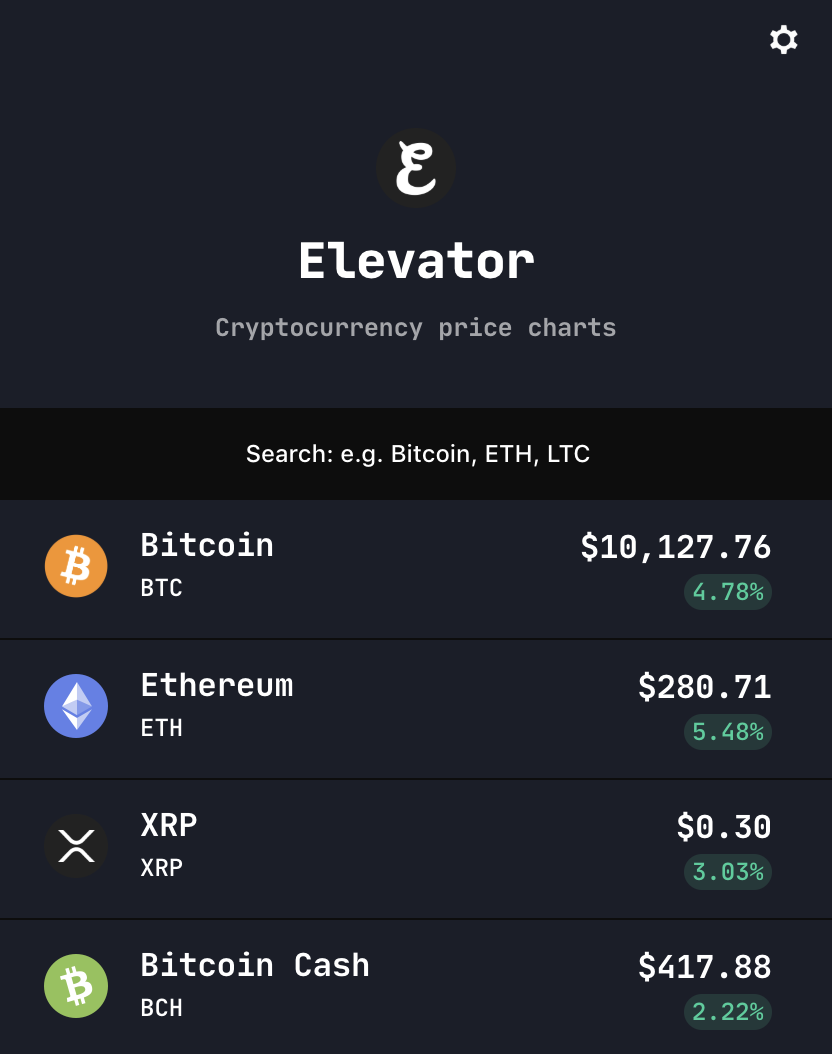 Elevator
Cryptocurrency price charts
Search: e.g. Bitcoin, ETH, LTC
Bitcoin $10,127.76
BTC 4.78%
Ethereum $280.71
ETH 5.48%
XRP $0.30
XRP 3.03%
Bitcoin Cash $417.88
BCH 2.22%